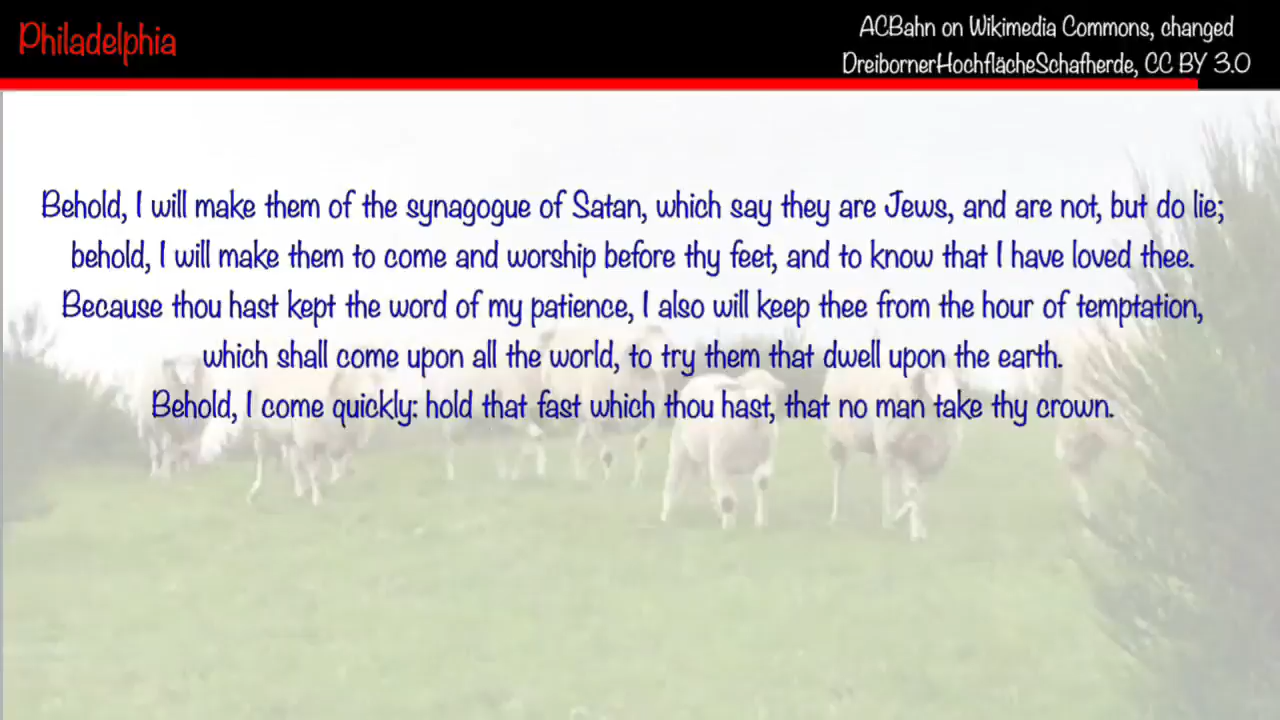 Philadelphia
ACBahn on Wikimedia Commons, changed
DreibornerHochflächeSchafherde, CC BY 3.0
Behold, I will make them of the synagogue of Satan, which say they are Jews, and are not, but do lie;
behold, I will make them to come and worship before thy feet, and to know that I have loved thee.
Because thou hast kept the word of my patience, I also will keep thee from the hour of temptation,
which shall come upon all the world, to try them that dwell upon the earth.
Behold, I come quickly: hold that fast which thou hast, that no man take thy crown.